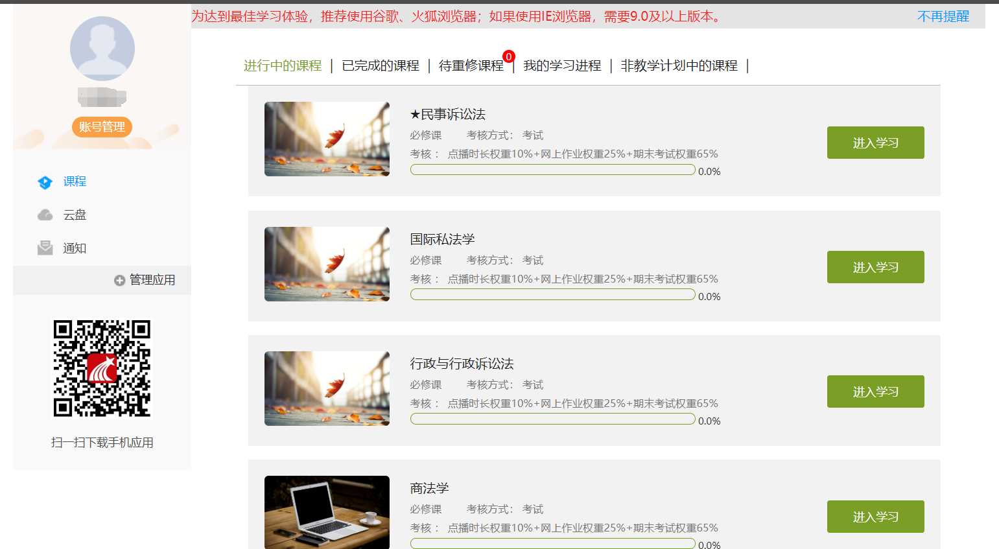 为达到最佳学习体验，推荐使用谷歌、火狐浏览器；如果使用IE浏览器，需要9.0及以上版本。 不再提醒
账号管理
课程
云盘
通知
管理应用
扫一扫下载手机应用
进行中的课程 | 已完成的课程 | 待重修课程 0 | 我的学习进程 | 非教学计划中的课程 |
★民事诉讼法
必修课 考核方式： 考试
考核： 点播时长权重10%+网上作业权重25%+期末考试权重65%
0.0%
进入学习
国际私法学
必修课 考核方式： 考试
考核： 点播时长权重10%+网上作业权重25%+期末考试权重65%
0.0%
进入学习
行政与行政诉讼法
必修课 考核方式： 考试
考核： 点播时长权重10%+网上作业权重25%+期末考试权重65%
0.0%
进入学习
商法学
必修课 考核方式： 考试
考核： 点播时长权重10%+网上作业权重25%+期末考试权重65%
0.0%
进入学习